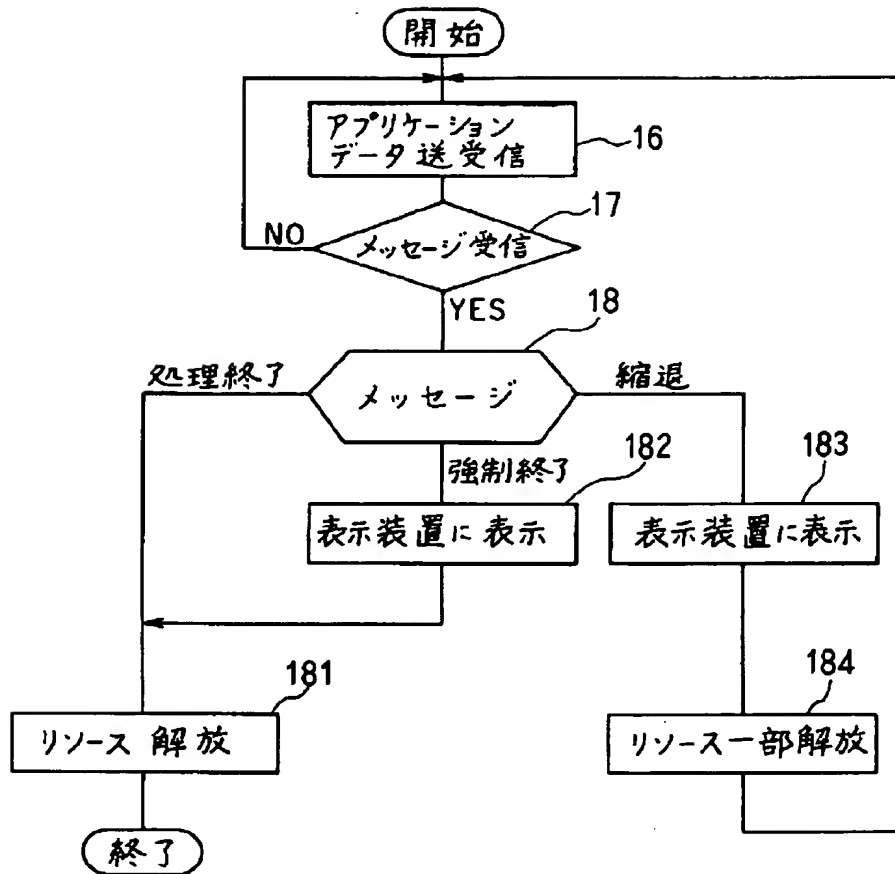 開始
アプリケーション
データ送受信
16
17
メッセージ受信
NO
YES
18
処理終了
メッセージ
縮退
強制終了
182
183
表示装置に表示
表示装置に表示
181
184
リソース解放
リソース一部解放
終了